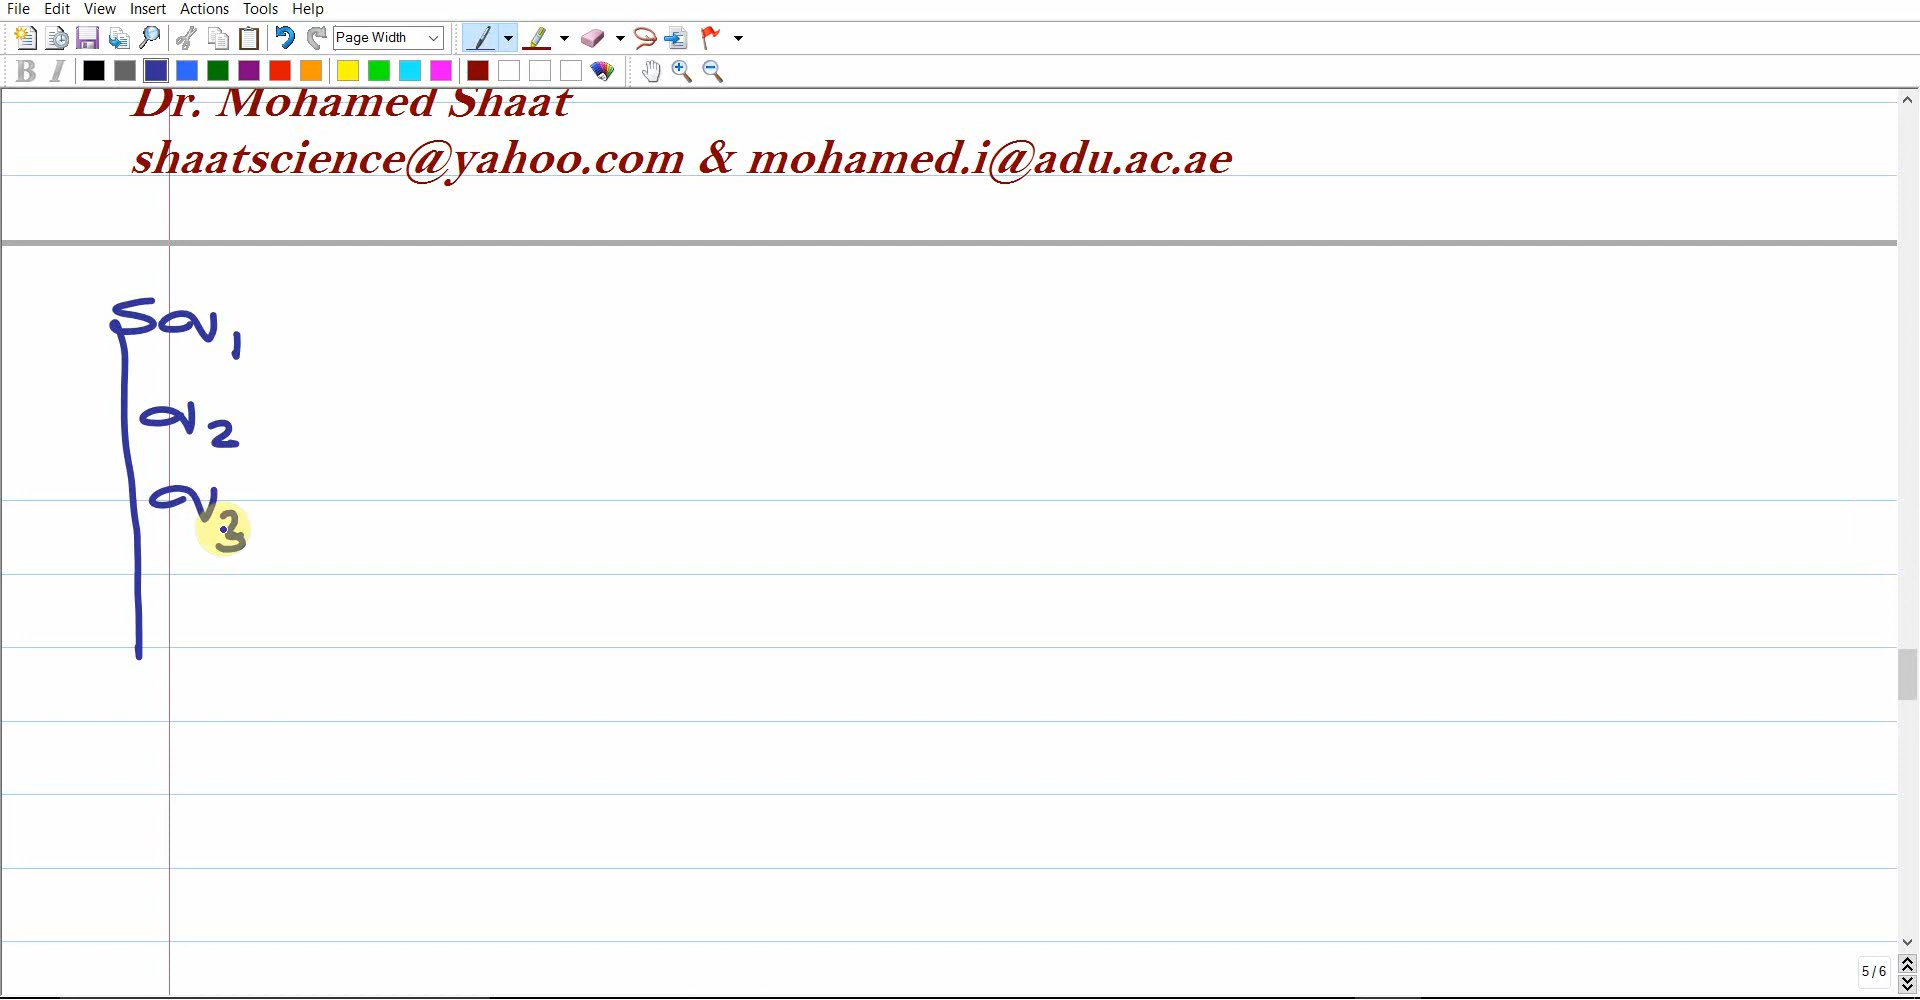 File Edit View Insert Actions Tools Help
Page Width
B I
Dr. Mohamed Shaat
shaatscience@yahoo.com & mohamed.i@adu.ac.ae
a1
a2
a3
5 / 6